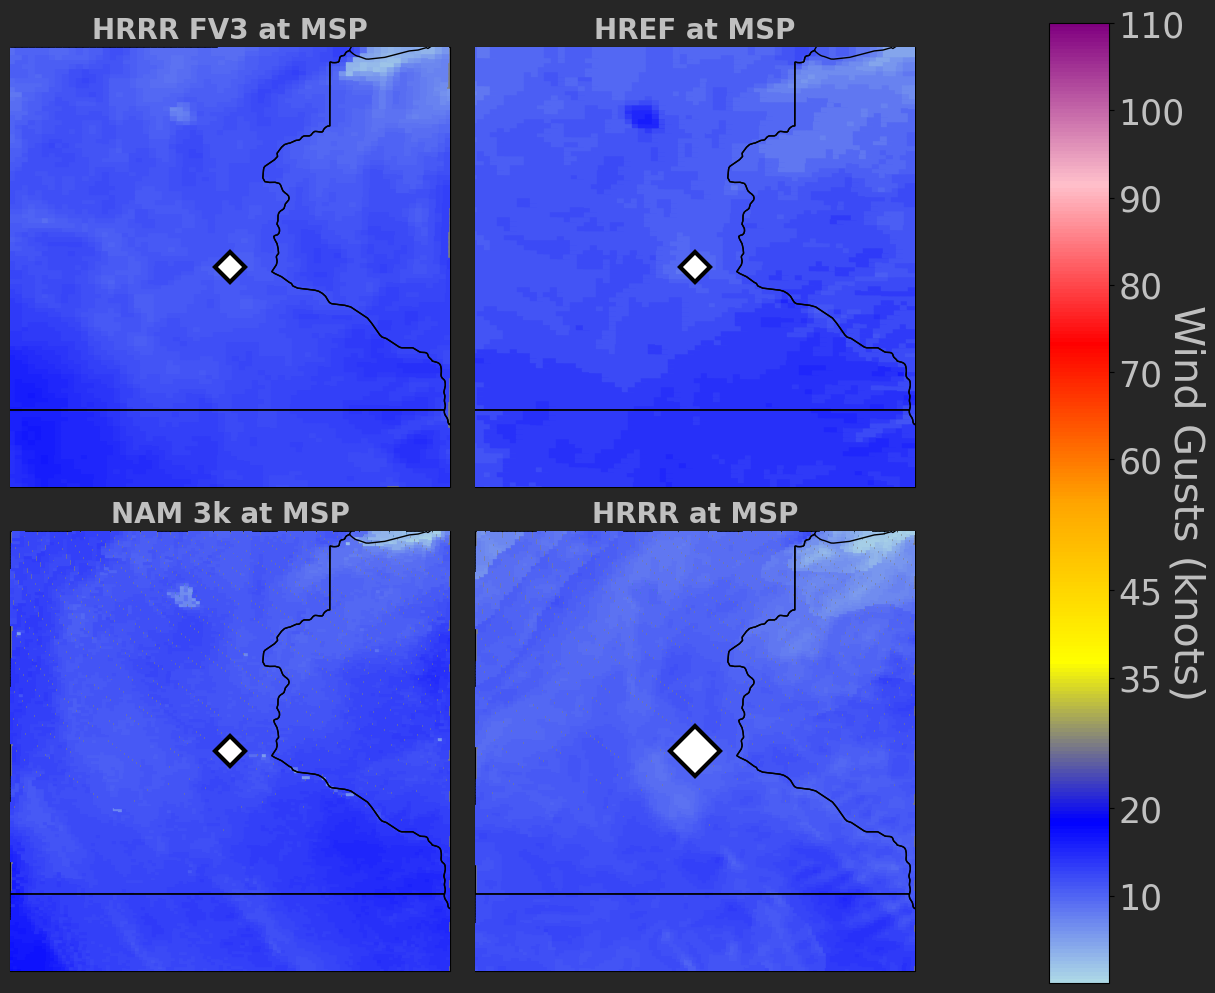 HRRR FV3 at MSP
HREF at MSP
NAM 3k at MSP
HRRR at MSP
110
100
90
80
70
60
45
35
20
10
Wind Gusts (knots)